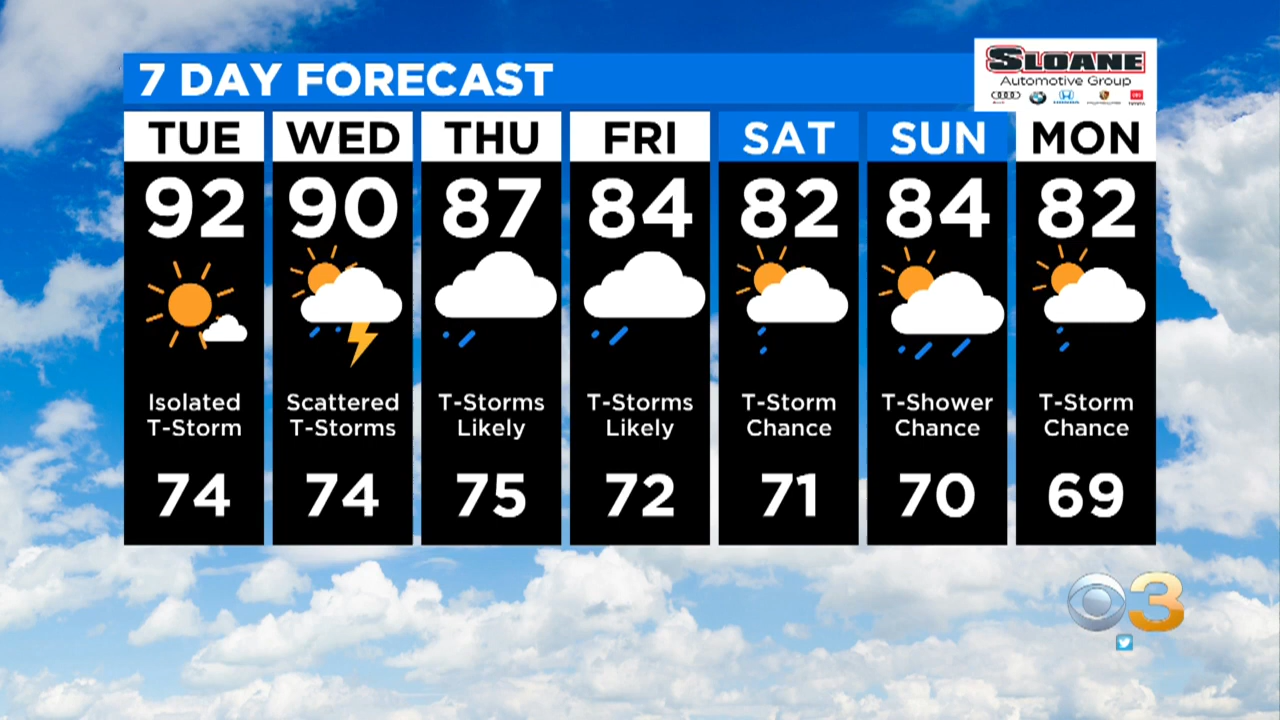 7 DAY FORECAST
SLOANE
Automotive Group
TUE WED THU FRI SAT SUN MON
92 90 87 84 82 84 82
Isolated Scattered T-Storms T-Storms T-Storm T-Shower T-Storm
T-Storm T-Storms Likely Likely Chance Chance Chance
74 74 75 72 71 70 69
3